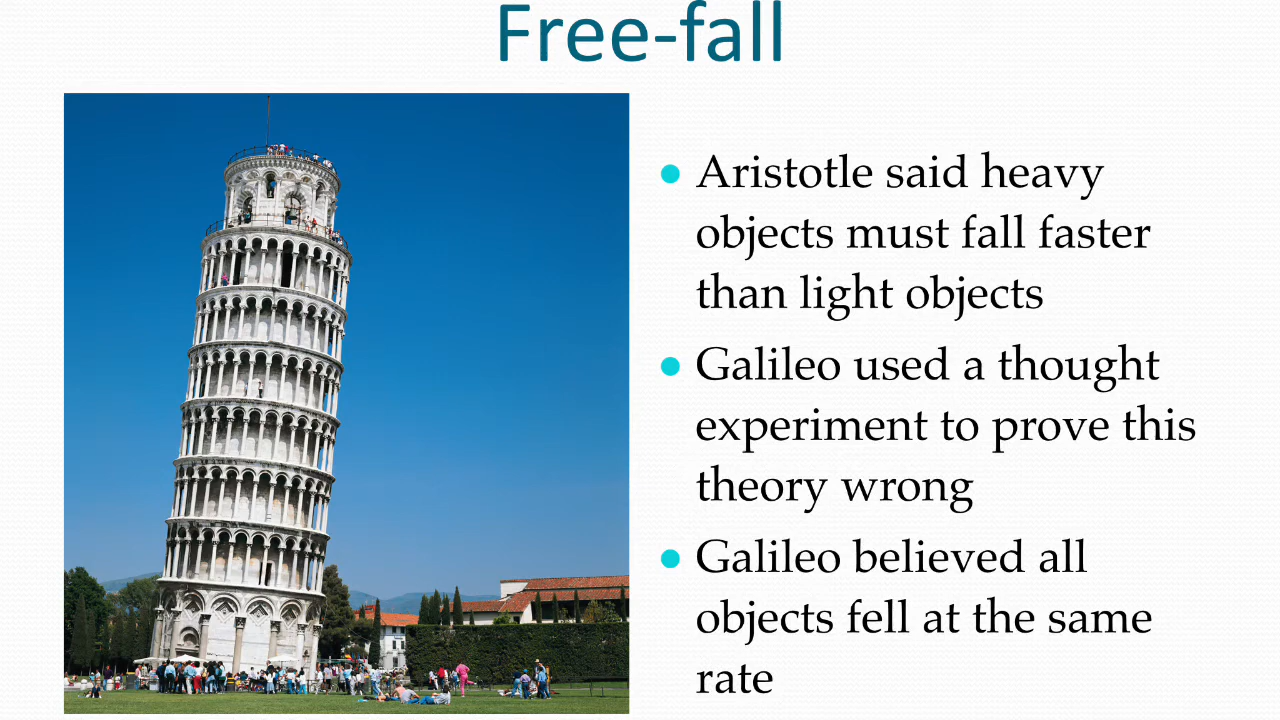 Free-fall
• Aristotle said heavy
objects must fall faster
than light objects
• Galileo used a thought
experiment to prove this
theory wrong
• Galileo believed all
objects fell at the same
rate